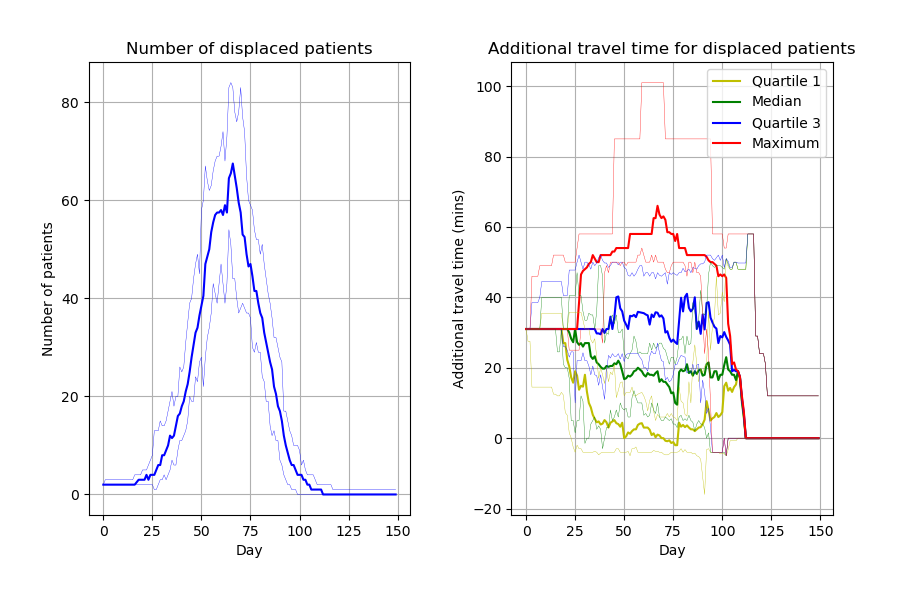 Number of displaced patients
80
60
40
20
0
Number of patients
0 25 50 75 100 125 150
Day
Additional travel time for displaced patients
100
80
60
40
20
0
−20
Additional travel time (mins)
0 25 50 75 100 125 150
Day
Quartile 1
Median
Quartile 3
Maximum